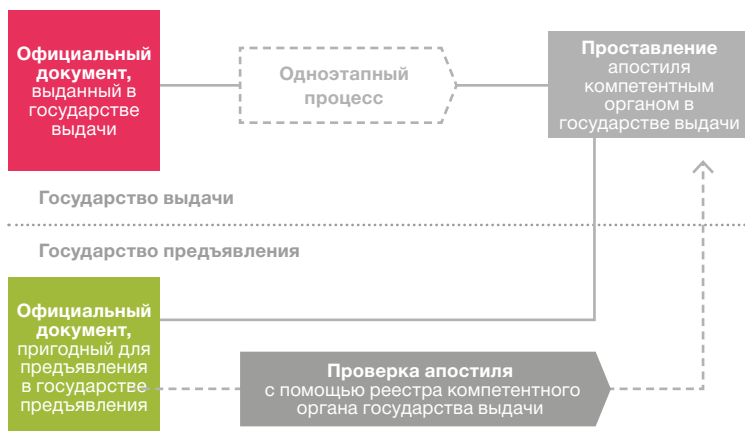 Официальный
документ,
выданный в
государстве
выдачи
Одноэтапный
процесс
Проставление
апостиля
компетентным
органом в
государстве выдачи
Государство выдачи
Государство предъявления
Официальный
документ,
пригодный для
предъявления
в государстве
предъявления
Проверка апостиля
с помощью реестра компетентного
органа государства выдачи